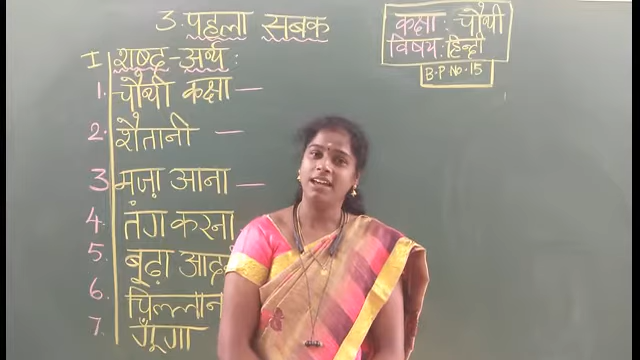 3. पहला सबक
कक्षा : चौथी
विषय : हिन्दी
B.P No. 15
I शब्द - अर्थ :
1. चौथी कक्षा —
2. शैतानी —
3 मज़ा आना —
4. तंग करना
5. बूढ़ा
6. चिल्लान
7. गूँगा